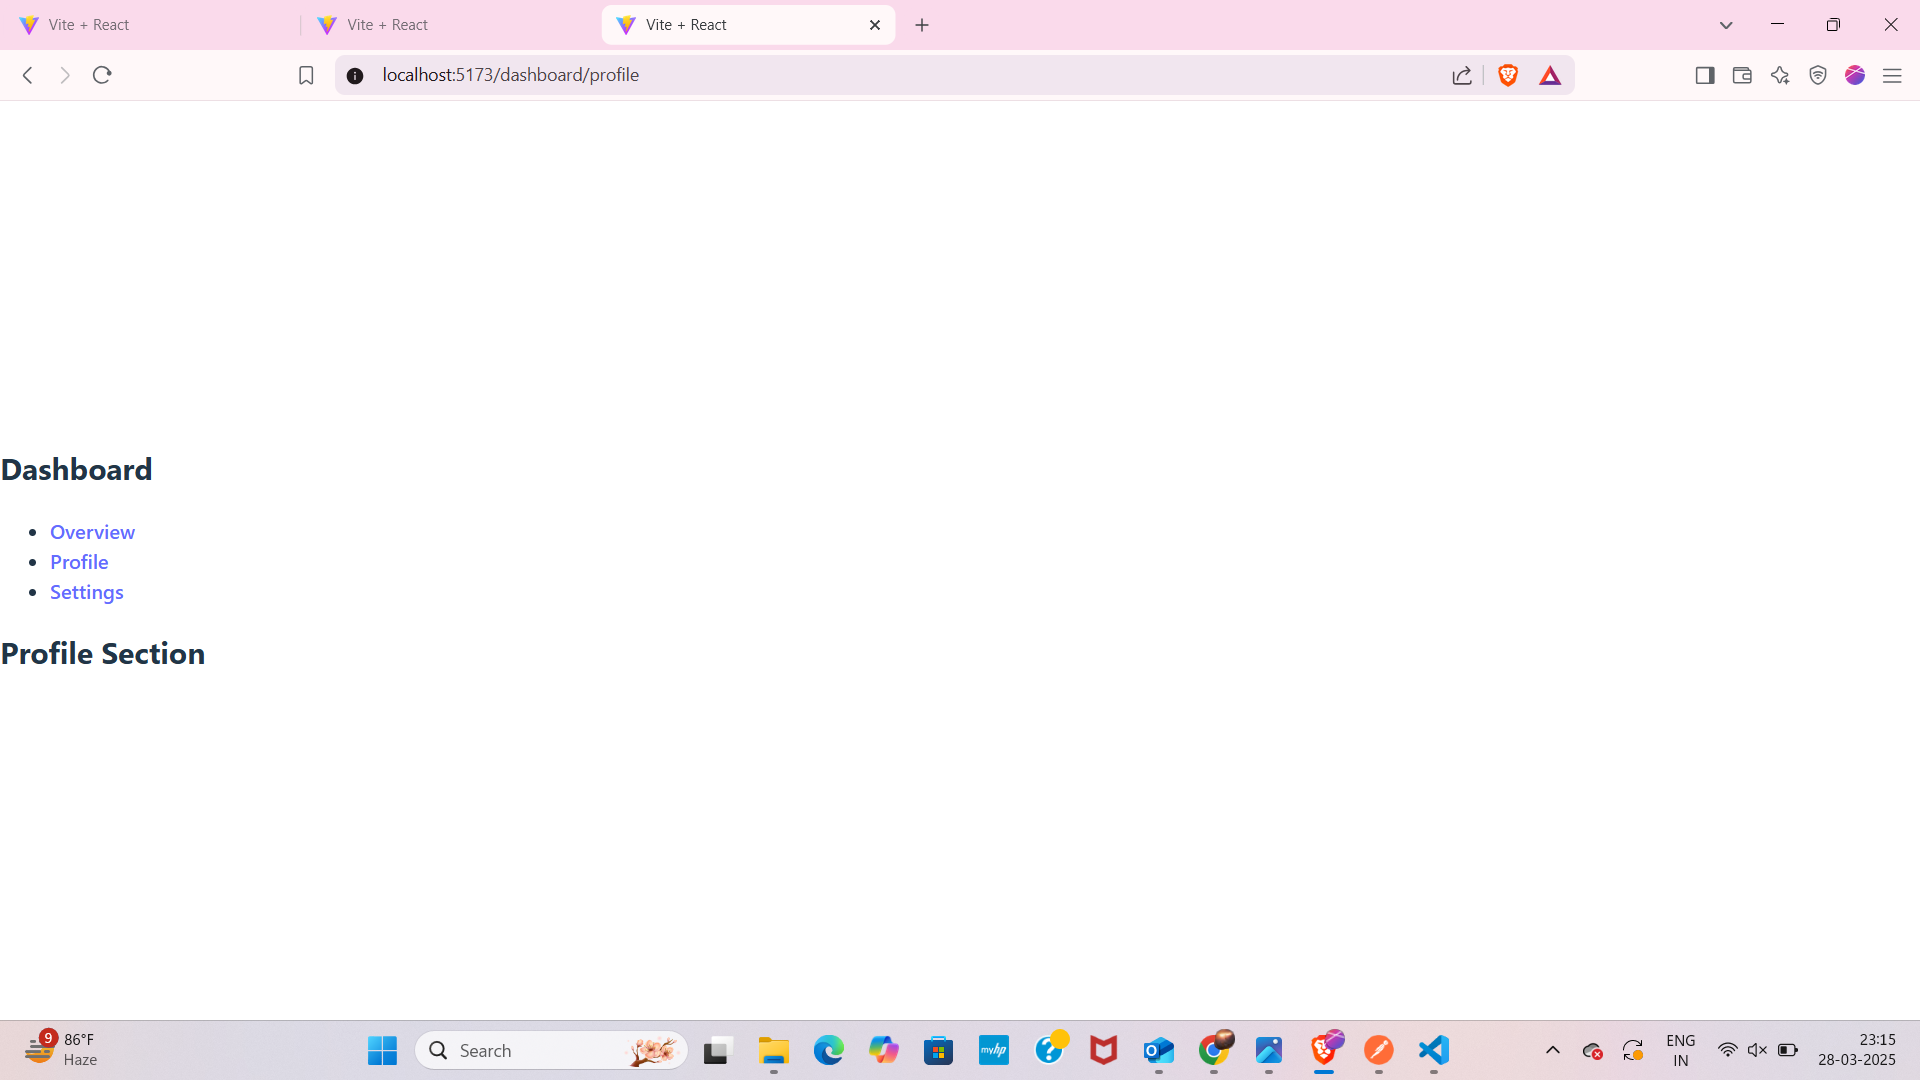 Vite + React
Vite + React
Vite + React
localhost:5173/dashboard/profile
Dashboard
Overview
Profile
Settings
Profile Section
9
86°F
Haze
Search
myhp
ENG
IN
23:15
28-03-2025